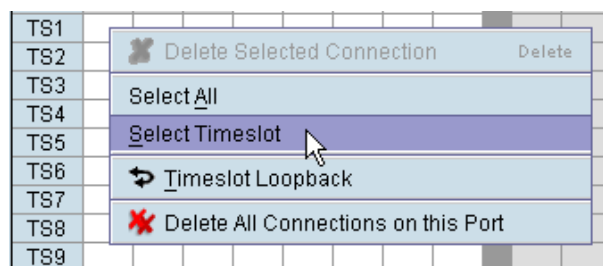 TS1
TS2
TS3
TS4
TS5
TS6
TS7
TS8
TS9
Delete Selected Connection Delete
Select All
Select Timeslot
Timeslot Loopback
Delete All Connections on this Port